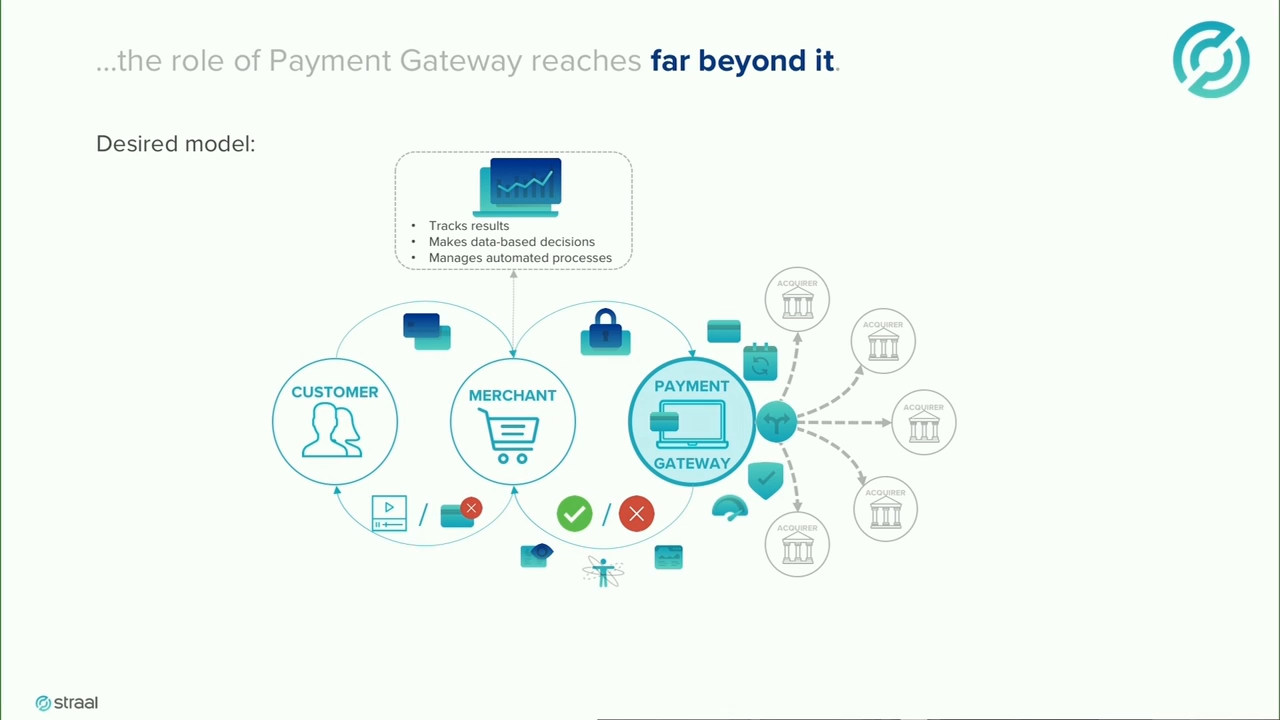 ...the role of Payment Gateway reaches far beyond it.
Desired model:
• Tracks results
• Makes data-based decisions
• Manages automated processes
ACQUIRER
ACQUIRER
CUSTOMER
MERCHANT
PAYMENT
GATEWAY
ACQUIRER
ACQUIRER
ACQUIRER
straal